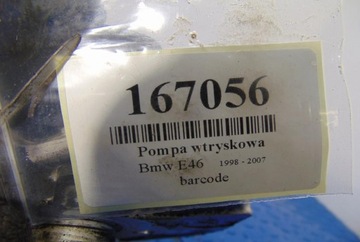 167056
Pompa wtryskowa
Bmw E46 1998 - 2007
barcode